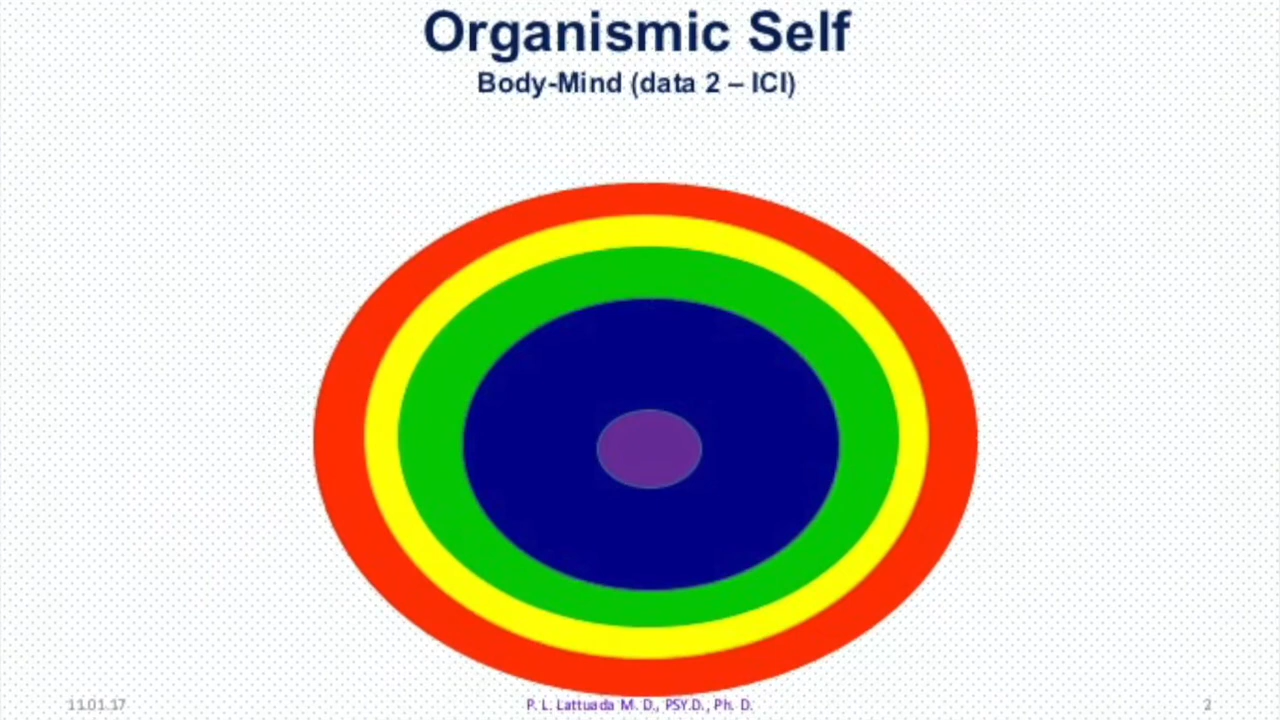 Organismic Self
Body-Mind (data 2 – ICI)
11.01.17
P. L. Lattuada M. D., PSY.D., Ph. D.
2